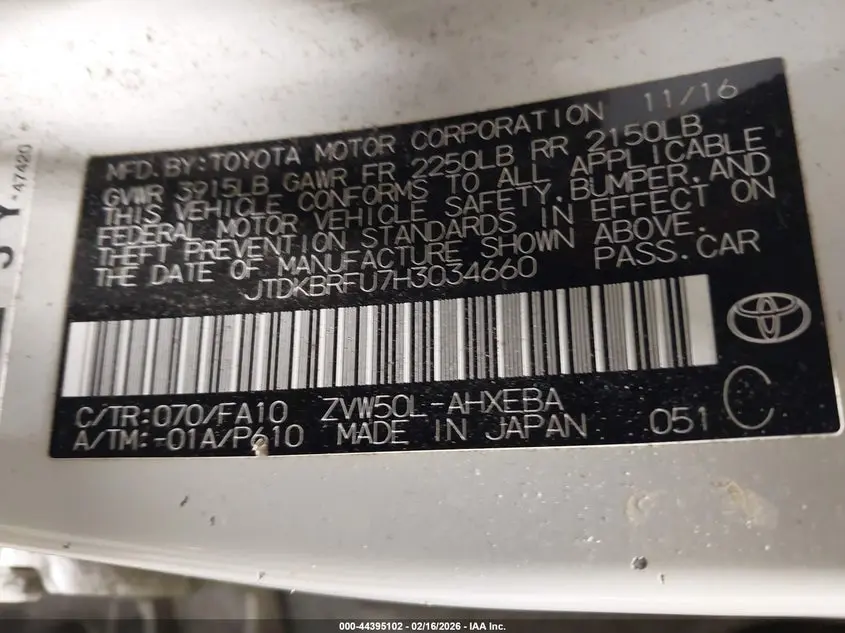 MFD. BY: TOYOTA MOTOR CORPORATION 11/16
GVWR 3915LB GAWR FR 2250LB RR 2150LB
THIS VEHICLE CONFORMS TO ALL APPLICABLE
FEDERAL MOTOR VEHICLE SAFETY, BUMPER, AND
THEFT PREVENTION STANDARDS IN EFFECT ON
THE DATE OF MANUFACTURE SHOWN ABOVE.
JTDKBRFU7H3034660 PASS. CAR
C/TR: 070/FA10 ZVW50L-AHXEBA
A/TM: -01A/P610 MADE IN JAPAN 051 C
47420
000-44395102 - 02/16/2026 - IAA Inc.